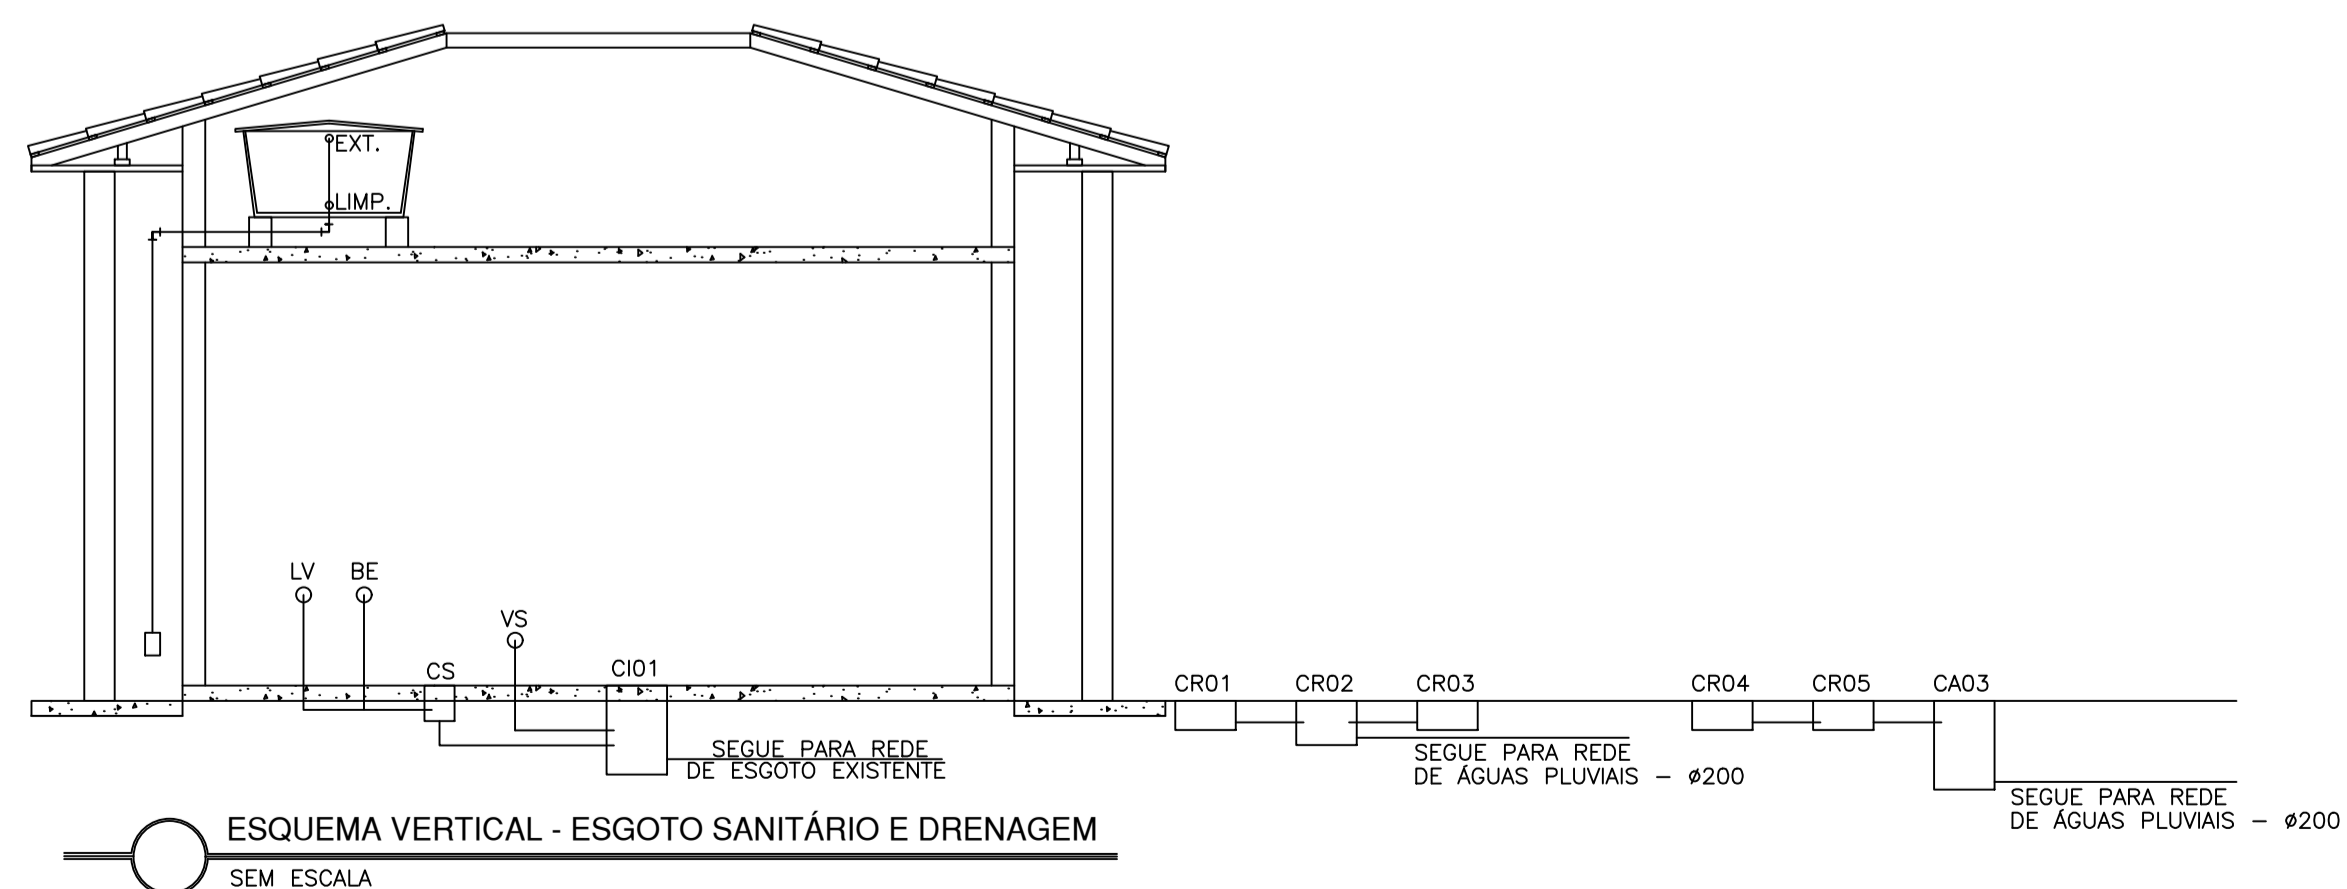 EXT.
LIMP.
LV BE
VS
CS CI01
CR01 CR02 CR03 CR04 CR05 CA03
SEGUE PARA REDE
DE ESGOTO EXISTENTE
SEGUE PARA REDE
DE ÁGUAS PLUVIAIS - ø200
SEGUE PARA REDE
DE ÁGUAS PLUVIAIS - ø200
ESQUEMA VERTICAL - ESGOTO SANITÁRIO E DRENAGEM
SEM ESCALA